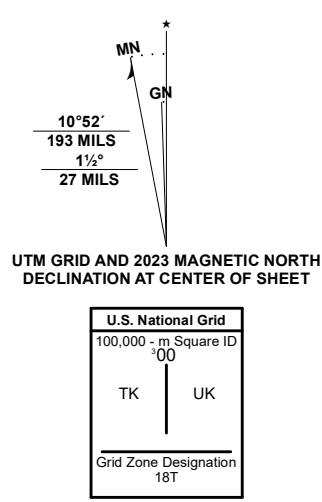 MN
GN
10°52´
193 MILS
1½°
27 MILS
UTM GRID AND 2023 MAGNETIC NORTH
DECLINATION AT CENTER OF SHEET
U.S. National Grid
100,000 - m Square ID
³00
TK UK
Grid Zone Designation
18T